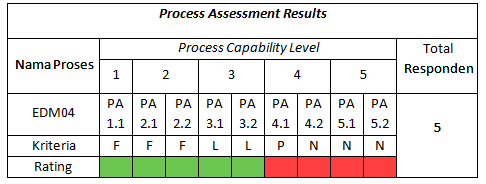 Process Assessment Results
Nama Proses
Process Capability Level
Total Responden
1 2 3 4 5
EDM04
PA 1.1 PA 2.1 PA 2.2 PA 3.1 PA 3.2 PA 4.1 PA 4.2 PA 5.1 PA 5.2
5
Kriteria F F F L L P N N N
Rating